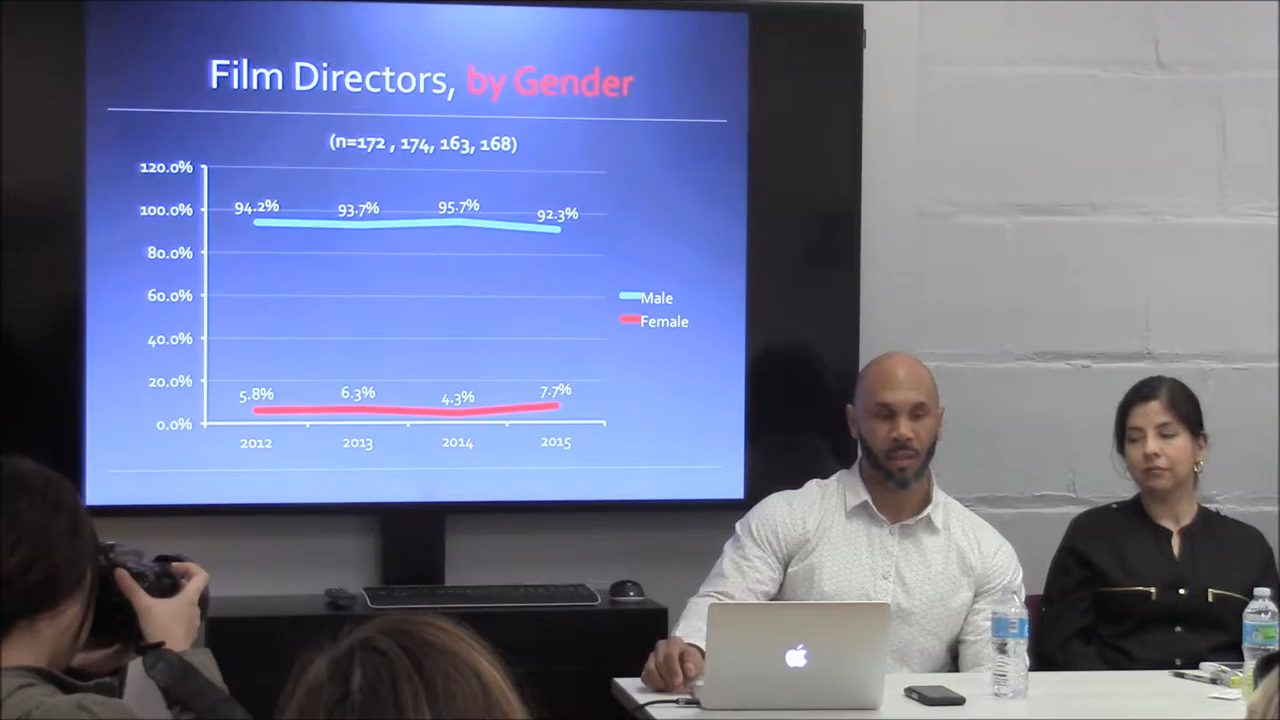 Film Directors, by Gender
(n=172 , 174, 163, 168)
120.0%
100.0%
80.0%
60.0%
40.0%
20.0%
0.0%
94.2% 93.7% 95.7% 92.3%
Male
Female
5.8% 6.3% 4.3% 7.7%
2012 2013 2014 2015